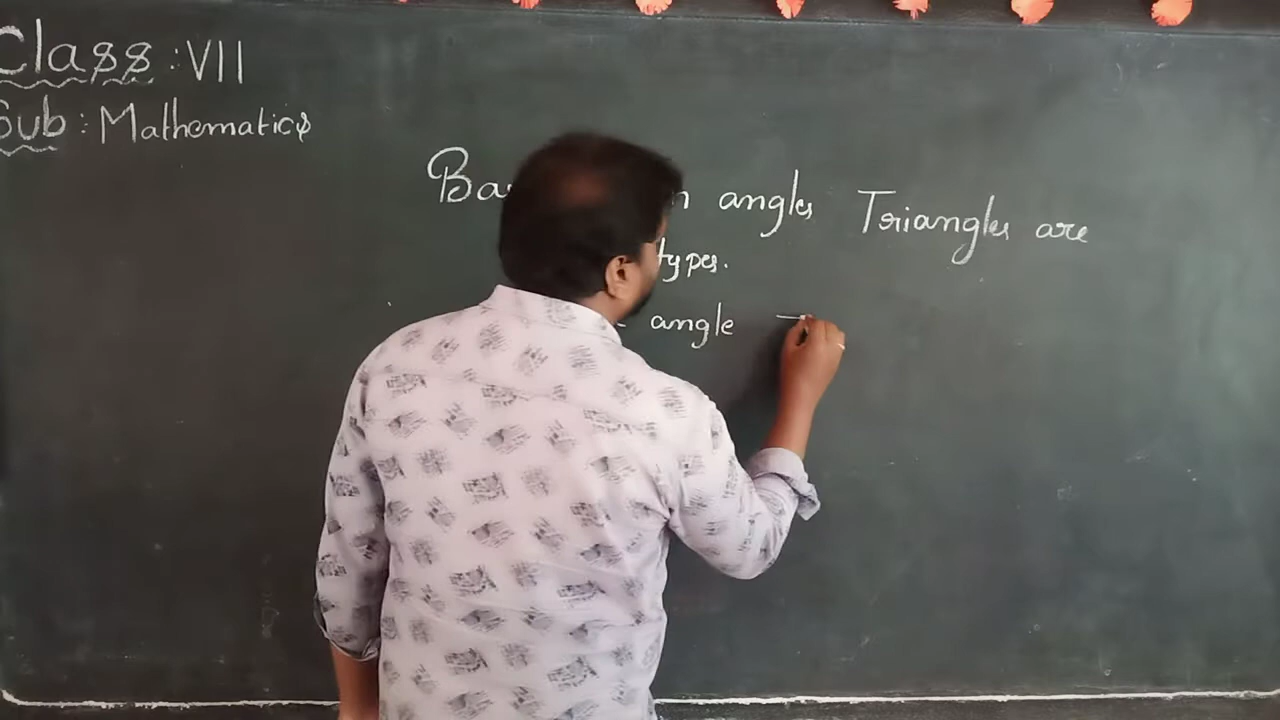 Class : VII
Sub : Mathematics
angles Triangles are
types.
angle